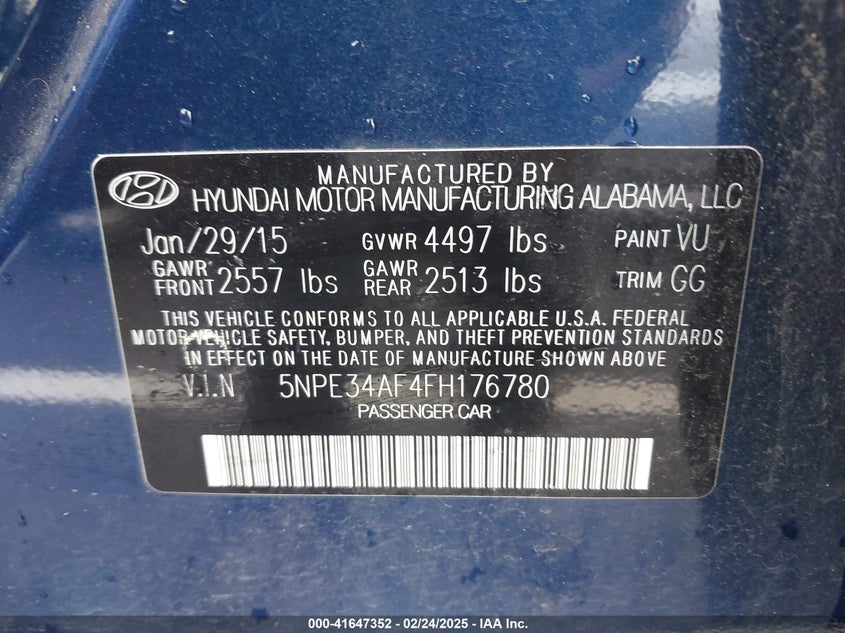 MANUFACTURED BY
HYUNDAI MOTOR MANUFACTURING ALABAMA, LLC
Jan/29/15 GVWR 4497 lbs PAINT VU
GAWR FRONT 2557 lbs GAWR REAR 2513 lbs TRIM GG
THIS VEHICLE CONFORMS TO ALL APPLICABLE U.S.A. FEDERAL
MOTOR VEHICLE SAFETY, BUMPER, AND THEFT PREVENTION STANDARDS
IN EFFECT ON THE DATE OF MANUFACTURE SHOWN ABOVE
V.I.N 5NPE34AF4FH176780
PASSENGER CAR
000-41647352 / 02/24/2025 - IAA Inc.